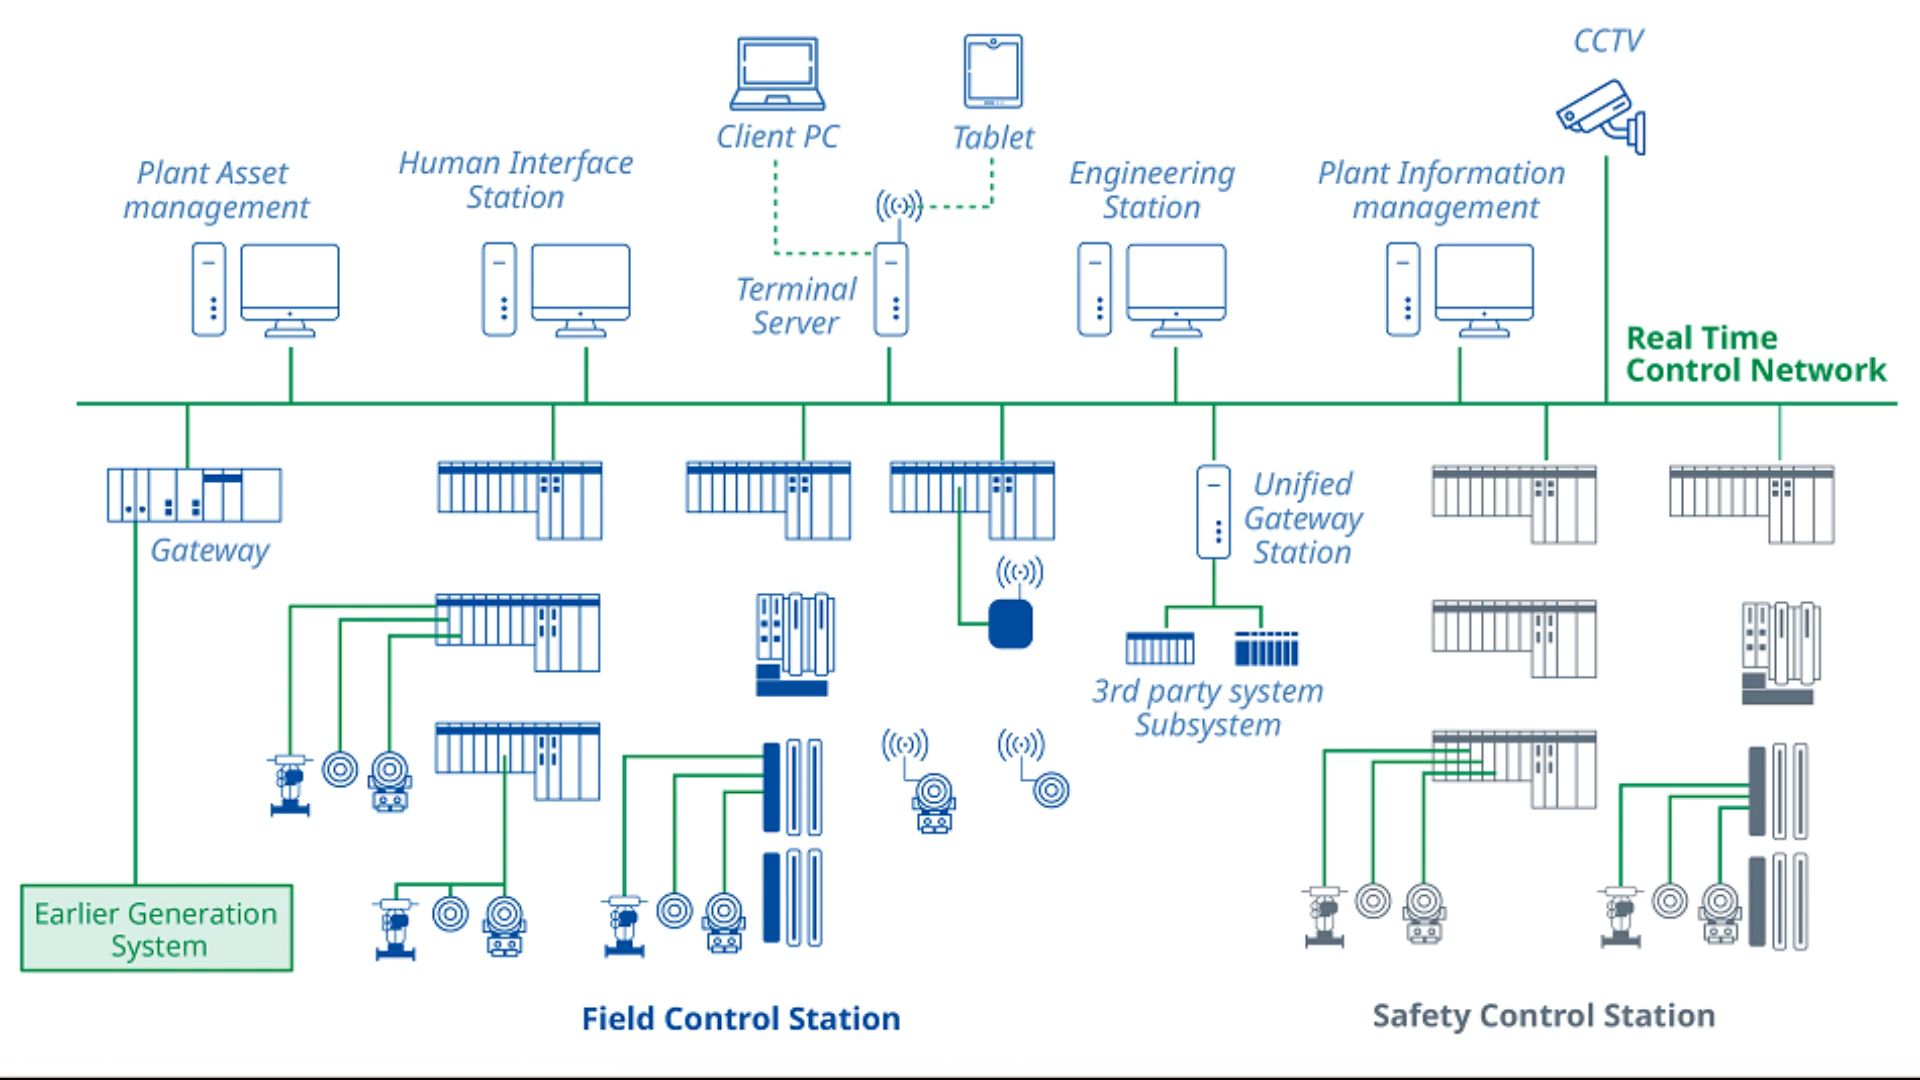 CCTV
Client PC
Tablet
Plant Asset
management
Human Interface
Station
Engineering
Station
Plant Information
management
Terminal
Server
Real Time
Control Network
Gateway
Unified
Gateway
Station
3rd party system
Subsystem
Earlier Generation
System
Field Control Station
Safety Control Station